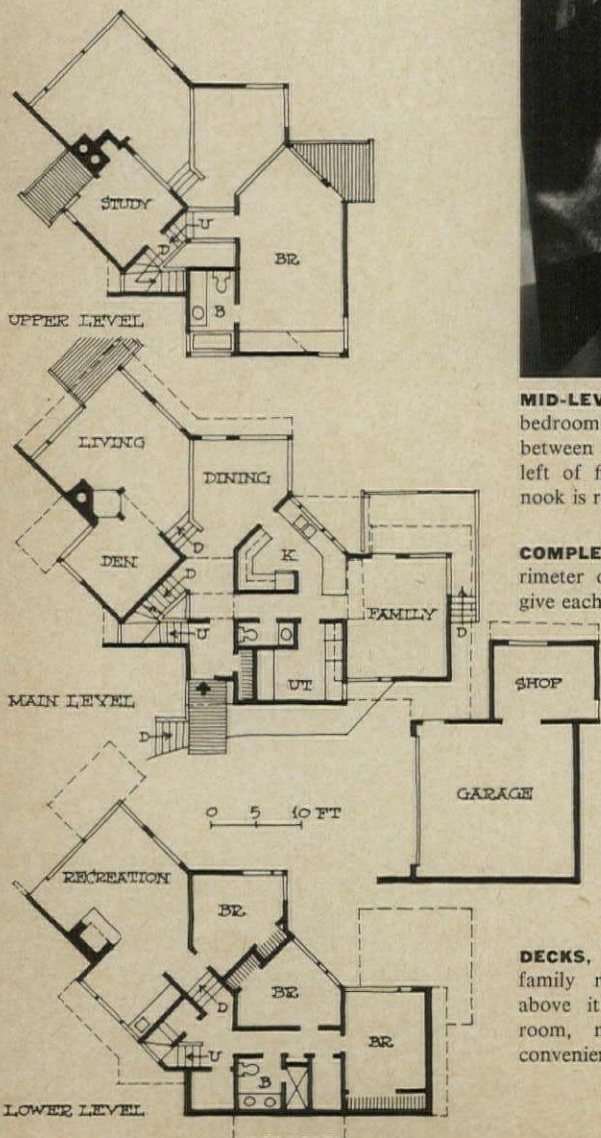 STUDY
U
D
BR
B
UPPER LEVEL
LIVING
DINING
DEN
D
D
K
FAMILY
D
U
UT
MAIN LEVEL
D
SHOP
GARAGE
0 5 10 FT
RECREATION
BR
BR
D
BR
U
B
LOWER LEVEL
MID-LEV
bedroom
between
left of f
nook is r
COMPLE
rimeter c
give each
DECKS,
family r
above it
room, n
convenien